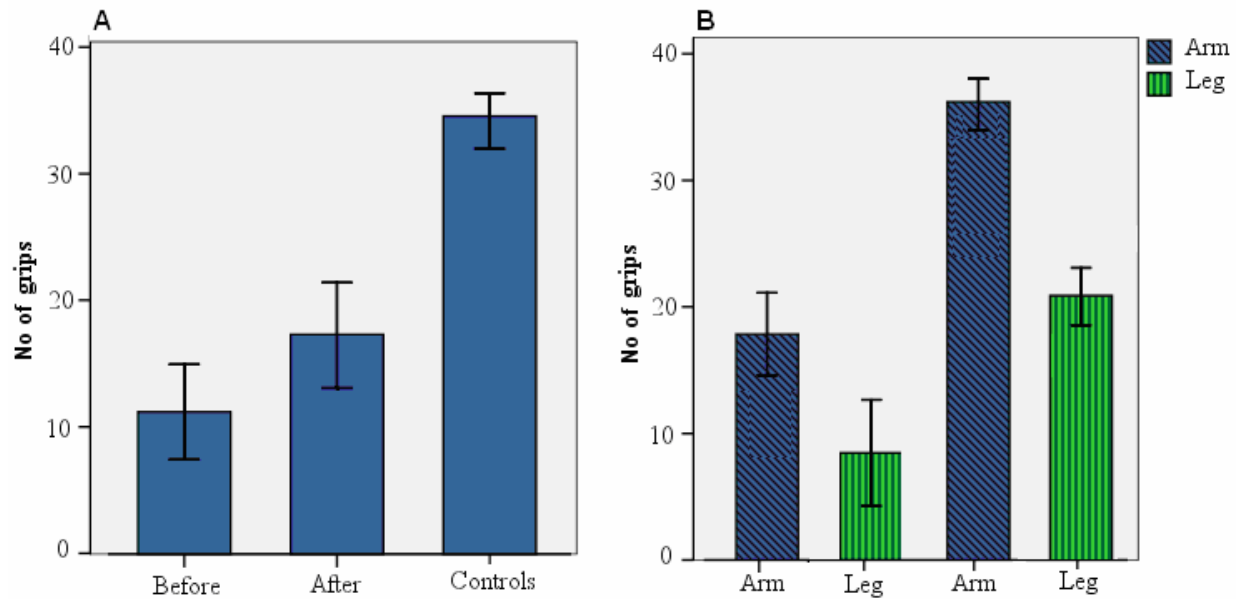 A
No of grips
40
30
20
10
0
Before After Controls
B
No of grips
40
30
20
10
0
Arm Leg Arm Leg
Arm
Leg